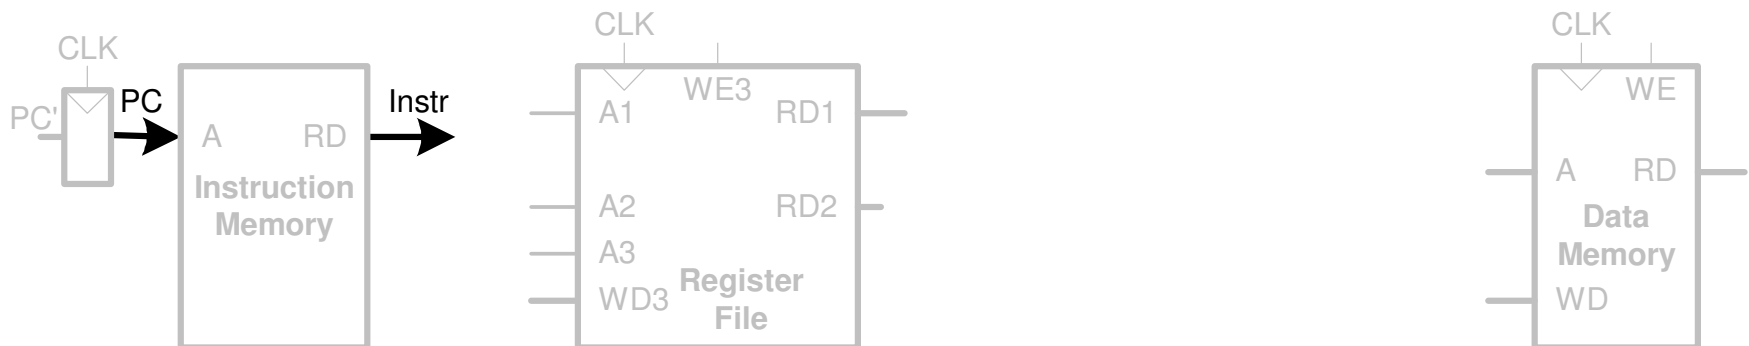 CLK
CLK
CLK
PC'
PC
A
RD
Instr
Instruction
Memory
WE3
A1
RD1
A2
RD2
A3
WD3
Register
File
WE
A
RD
Data
Memory
WD